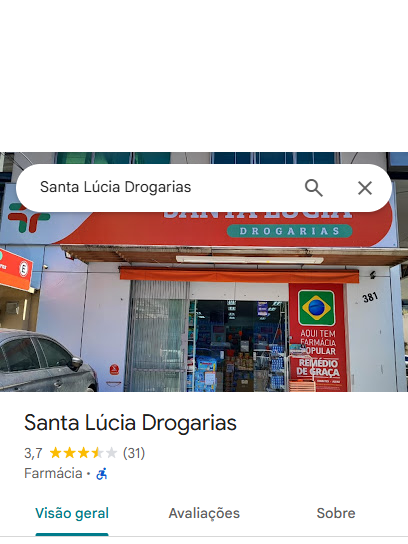 Santa Lúcia Drogarias
SANTA LÚCIA
DROGARIAS
E
381
AQUI TEM
FARMÁCIA
POPULAR
REMÉDIO
DE GRAÇA
Santa Lúcia Drogarias
3,7 (31)
Farmácia ·
Visão geral Avaliações Sobre